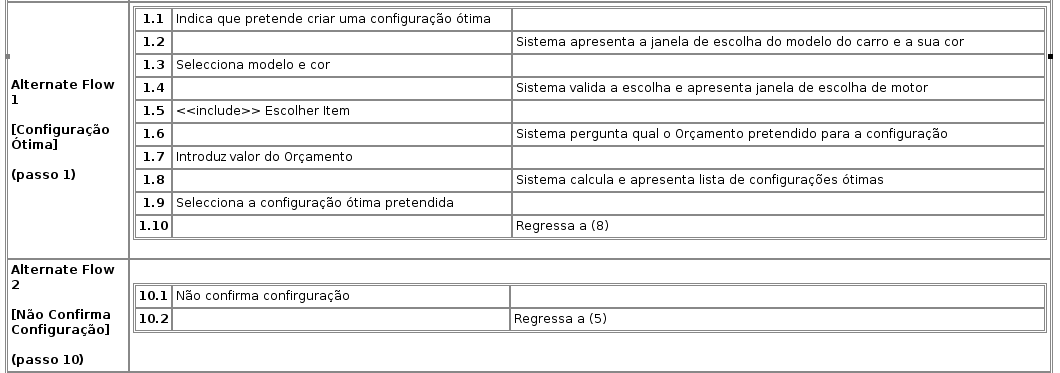 Alternate Flow
1
[Configuração
Ótima]
(passo 1)
1.1 Indica que pretende criar uma configuração ótima
1.2 Sistema apresenta a janela de escolha do modelo do carro e a sua cor
1.3 Selecciona modelo e cor
1.4 Sistema valida a escolha e apresenta janela de escolha de motor
1.5 <<include>> Escolher Item
1.6 Sistema pergunta qual o Orçamento pretendido para a configuração
1.7 Introduz valor do Orçamento
1.8 Sistema calcula e apresenta lista de configurações ótimas
1.9 Selecciona a configuração ótima pretendida
1.10 Regressa a (8)
Alternate Flow
2
[Não Confirma
Configuração]
(passo 10)
10.1 Não confirma confirguração
10.2 Regressa a (5)